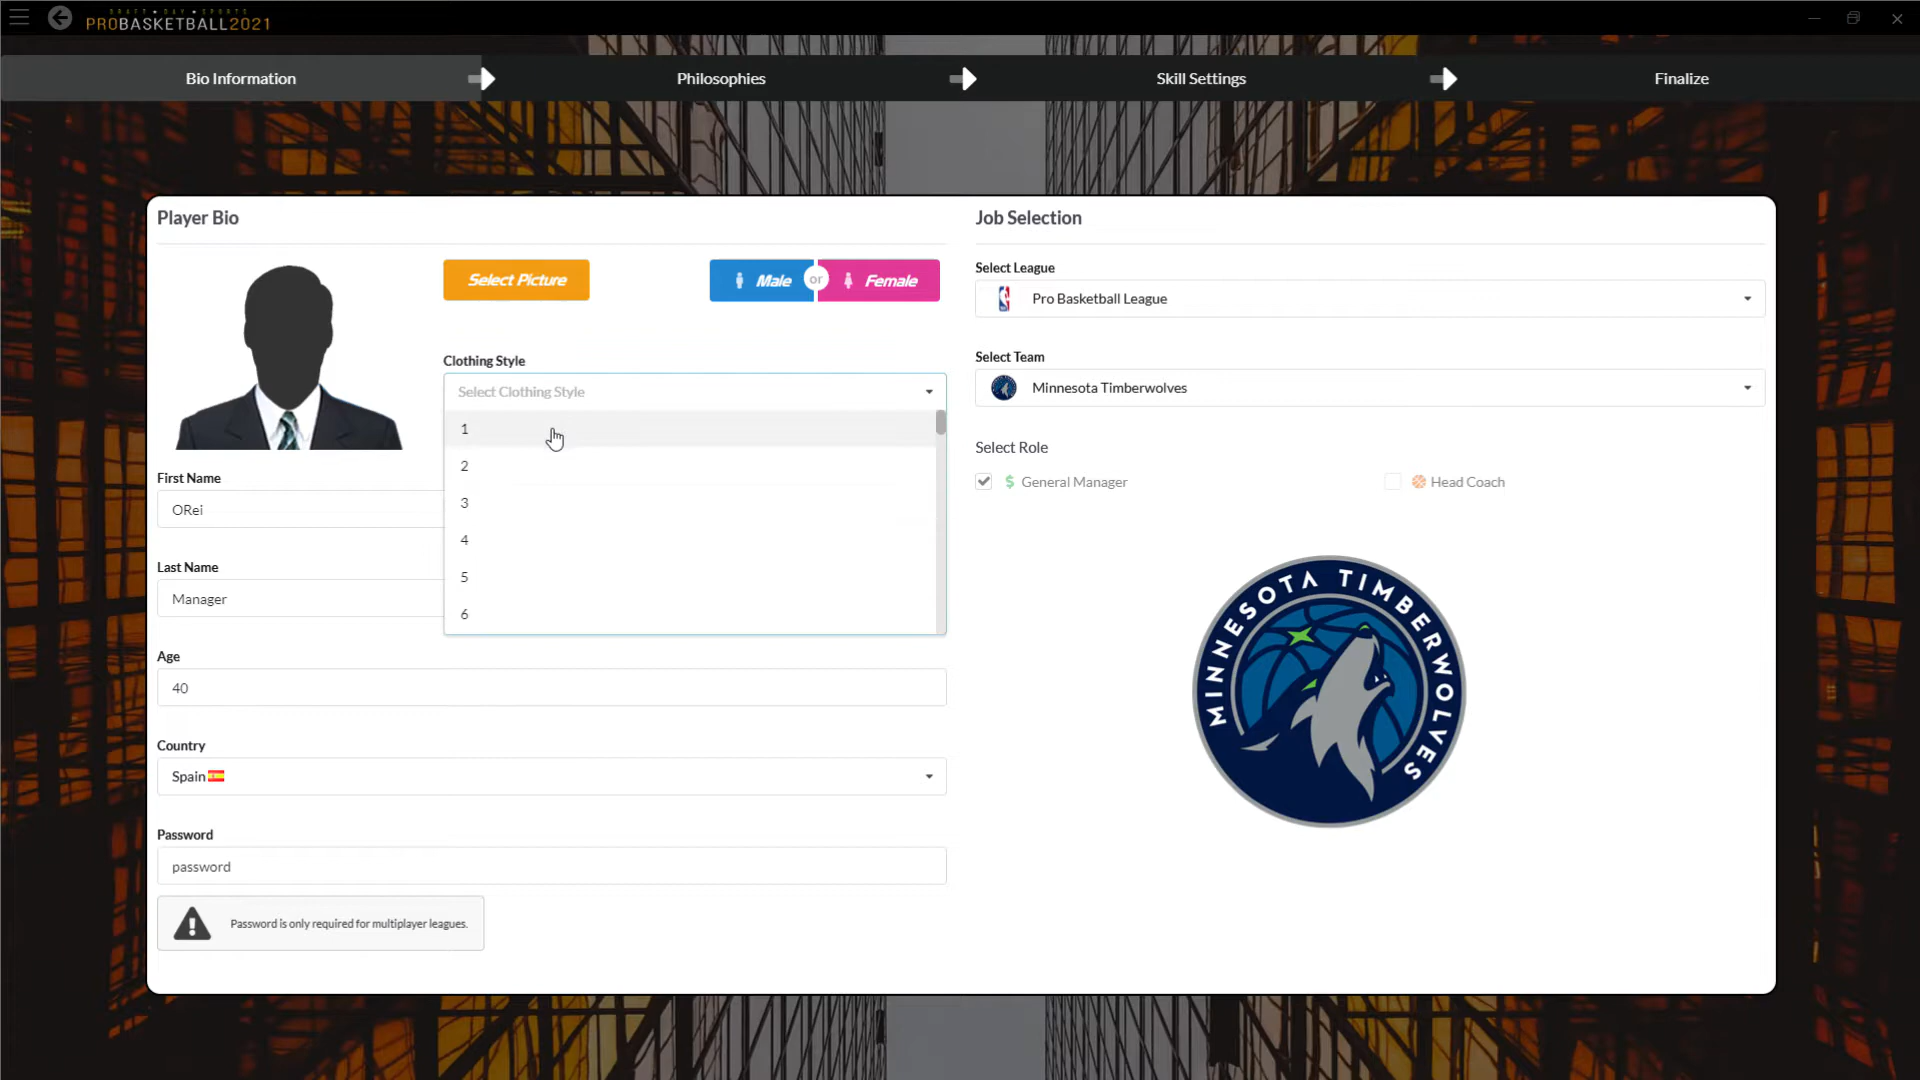 DRAFT DAY SPORTS
PROBASKETBALL2021
Bio Information
Philosophies
Skill Settings
Finalize
Player Bio
Select Picture
Male or Female
Clothing Style
Select Clothing Style
1
2
3
4
5
6
First Name
ORei
Last Name
Manager
Age
40
Country
Spain
Password
password
Password is only required for multiplayer leagues.
Job Selection
Select League
Pro Basketball League
Select Team
Minnesota Timberwolves
Select Role
$ General Manager
Head Coach
MINNESOTA TIMBERWOLVES